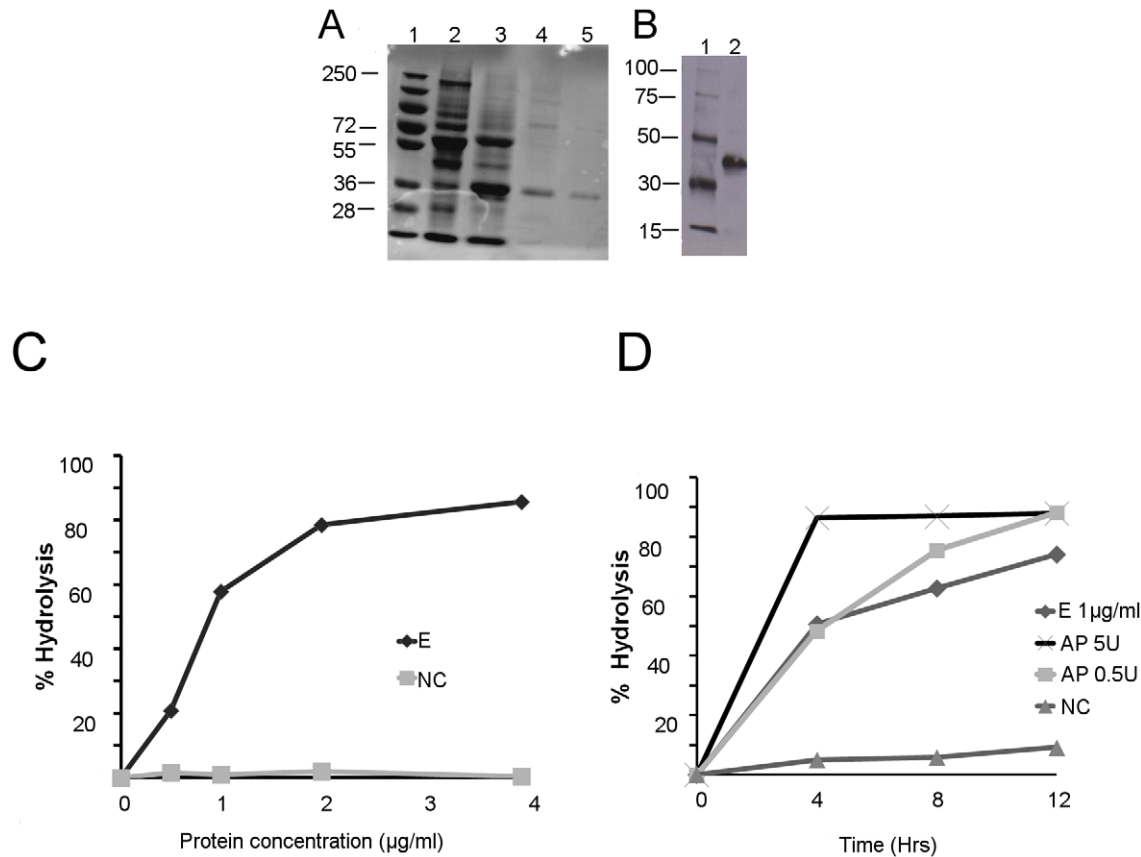 A
1 2 3 4 5
250
72
55
36
28
B
1 2
100
75
50
30
15
C
100
80
60
40
20
% Hydrolysis
0 1 2 3 4
Protein concentration (µg/ml)
E
NC
D
100
80
60
40
20
% Hydrolysis
0 4 8 12
Time (Hrs)
E 1µg/ml
AP 5U
AP 0.5U
NC